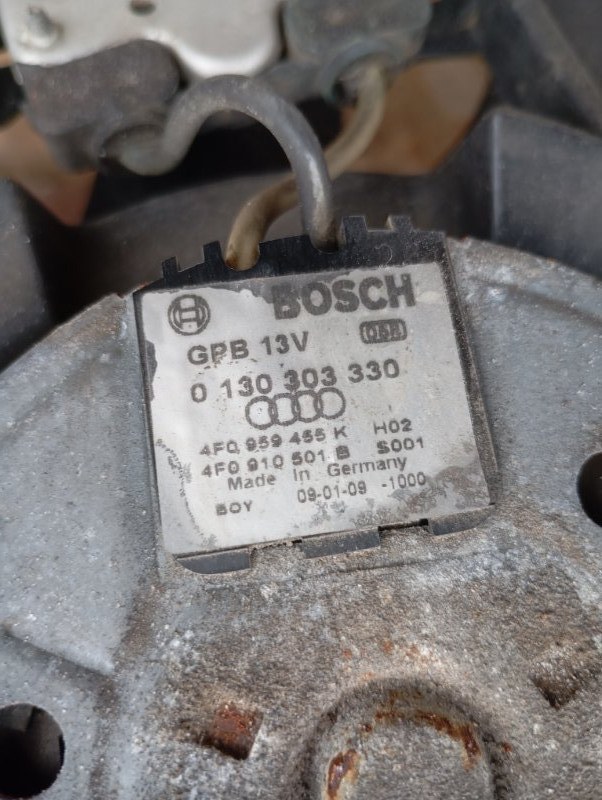 BOSCH
GPB 13V
0 130 303 330
4F0 959 455 K H02
4F0 910 501 B S001
Made in Germany
BOY 09-01-09 -1000